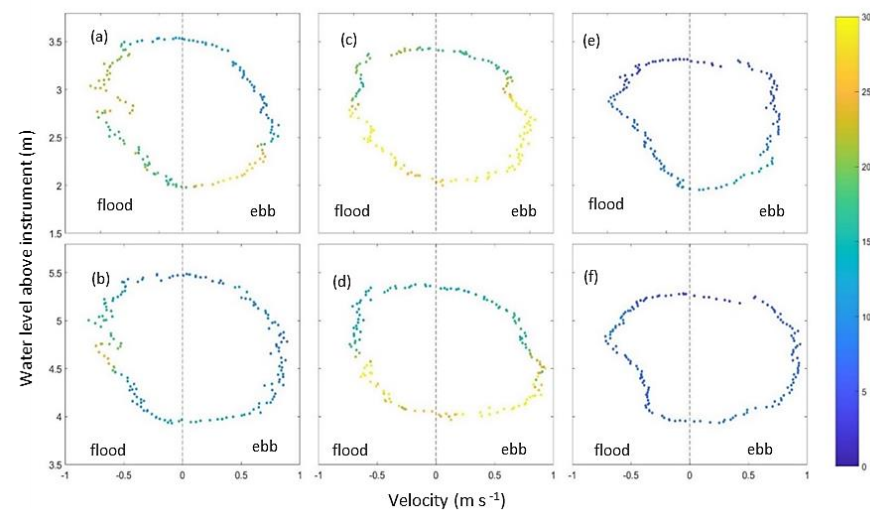 (a)
(c)
(e)
3.5
3
2.5
2
1.5
flood
ebb
flood
ebb
flood
ebb
(b)
(d)
(f)
5.5
5
4.5
4
3.5
flood
ebb
flood
ebb
flood
ebb
-1 -0.5 0 0.5 1
-1 -0.5 0 0.5 1
-1 -0.5 0 0.5 1
Water level above instrument (m)
Velocity (m s -1)
30
25
20
15
10
5
0